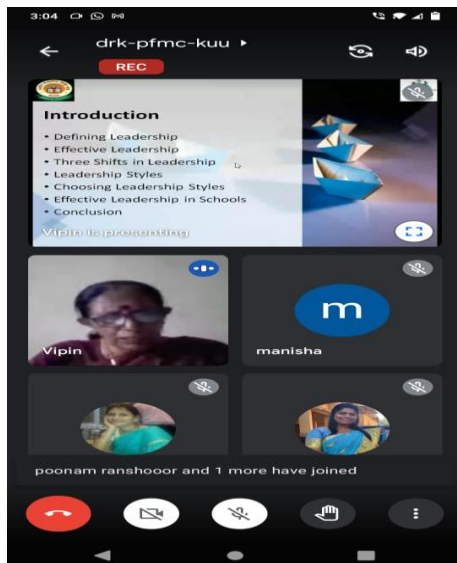 3:04
drk-pfmc-kuu
REC
Introduction
• Defining Leadership
• Effective Leadership
• Three Shifts in Leadership
• Leadership Styles
• Choosing Leadership Styles
• Effective Leadership in Schools
• Conclusion
Vipin is presenting
Vipin
m
manisha
poonam ranshooor and 1 more have joined